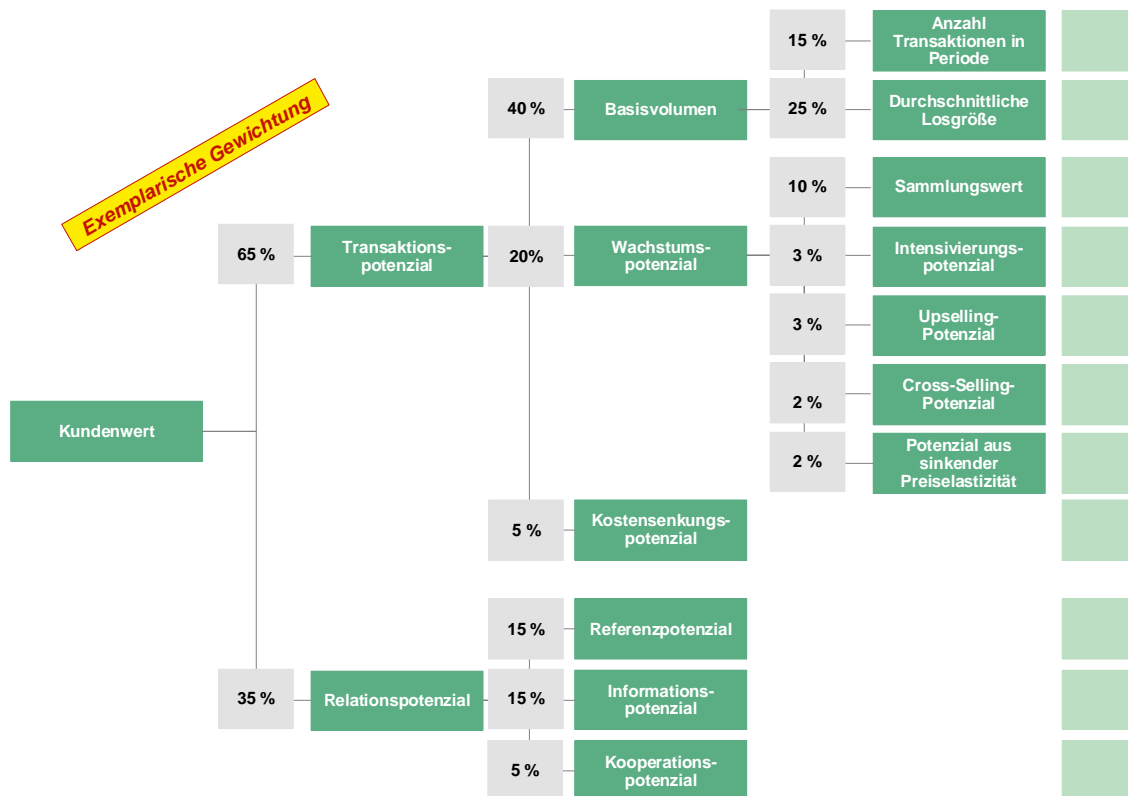 Exemplarische Gewichtung
15 %
Anzahl
Transaktionen in
Periode
40 %
Basisvolumen
25 %
Durchschnittliche
Losgröße
10 %
Sammlungswert
65 %
Transaktions-
potenzial
20%
Wachstums-
potenzial
3 %
Intensivierungs-
potenzial
3 %
Upselling-
Potenzial
2 %
Cross-Selling-
Potenzial
Kundenwert
2 %
Potenzial aus
sinkender
Preiselastizität
5 %
Kostensenkungs-
potenzial
15 %
Referenzpotenzial
35 %
Relationspotenzial
15 %
Informations-
potenzial
5 %
Kooperations-
potenzial